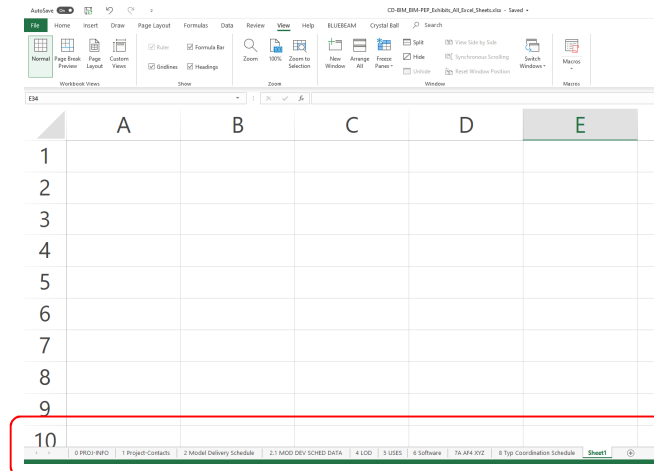 AutoSave On CD-BIM_BIM-PEP_Exhibits_All_Excel_Sheets.xlsx - Saved
File Home Insert Draw Page Layout Formulas Data Review View Help BLUEBEAM Crystal Ball Search
Normal Page Break Preview Page Layout Custom Views
Ruler Formula Bar
Gridlines Headings
Zoom 100% Zoom to Selection
New Window Arrange All Freeze Panes
Split View Side by Side
Hide Synchronous Scrolling
Unhide Reset Window Position
Switch Windows Macros
Workbook Views Show Zoom Window Macros
E34 fx
A B C D E
1
2
3
4
5
6
7
8
9
10
0 PROJ-INFO 1 Project-Contacts 2 Model Delivery Schedule 2.1 MOD DEV SCHED DATA 4 LOD 5 USES 6 Software 7A AF4 XYZ 8 Typ Coordination Schedule Sheet1